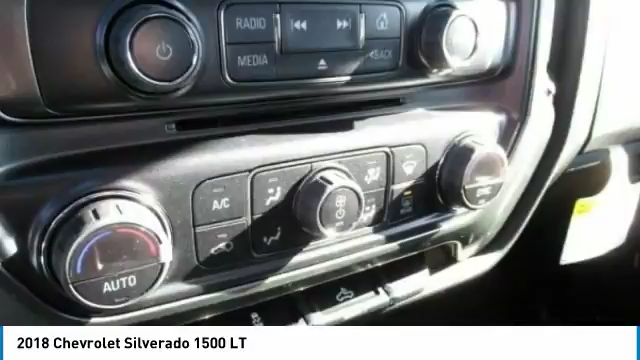 RADIO
MEDIA
BACK
A/C
AUTO
2018 Chevrolet Silverado 1500 LT